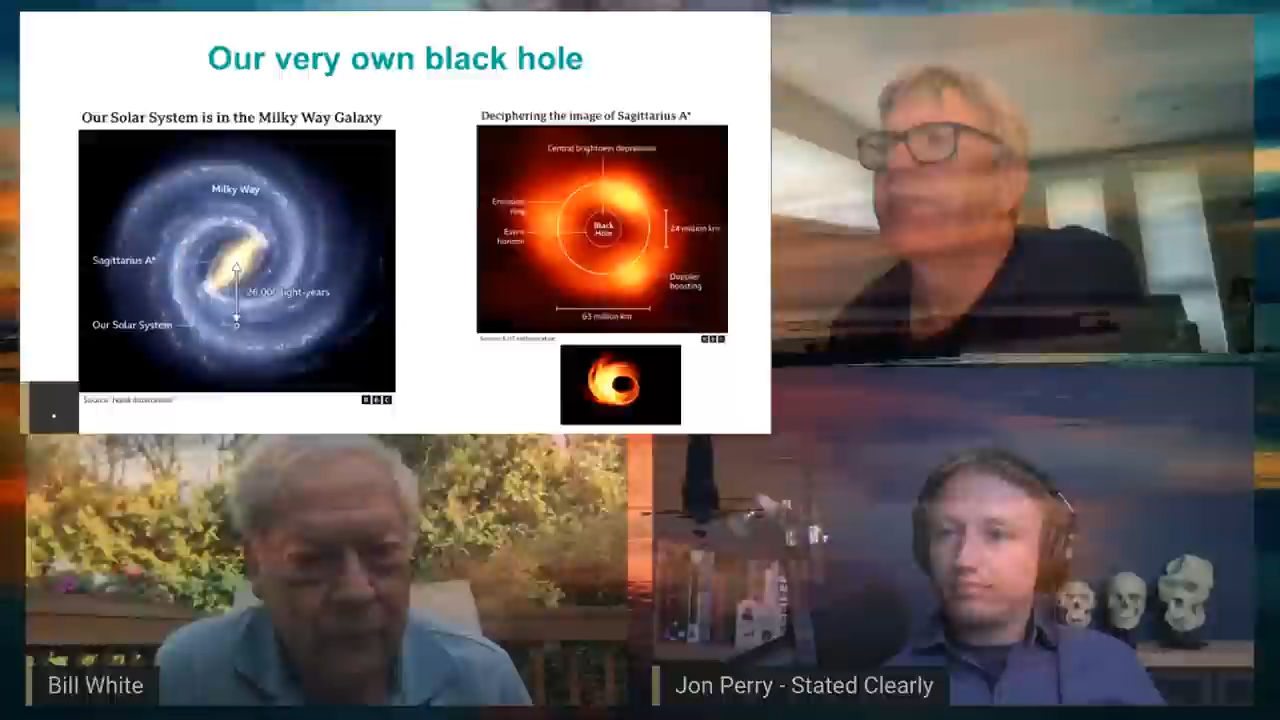 Our very own black hole
Our Solar System is in the Milky Way Galaxy
Milky Way
Sagittarius A*
26,000 light-years
Our Solar System
BBC
Deciphering the image of Sagittarius A*
Central brightness depression
Emission
ring
Event
horizon
Black
Hole
24 million km
Doppler
boosting
63 million km
BBC
.
Bill White
Jon Perry - Stated Clearly